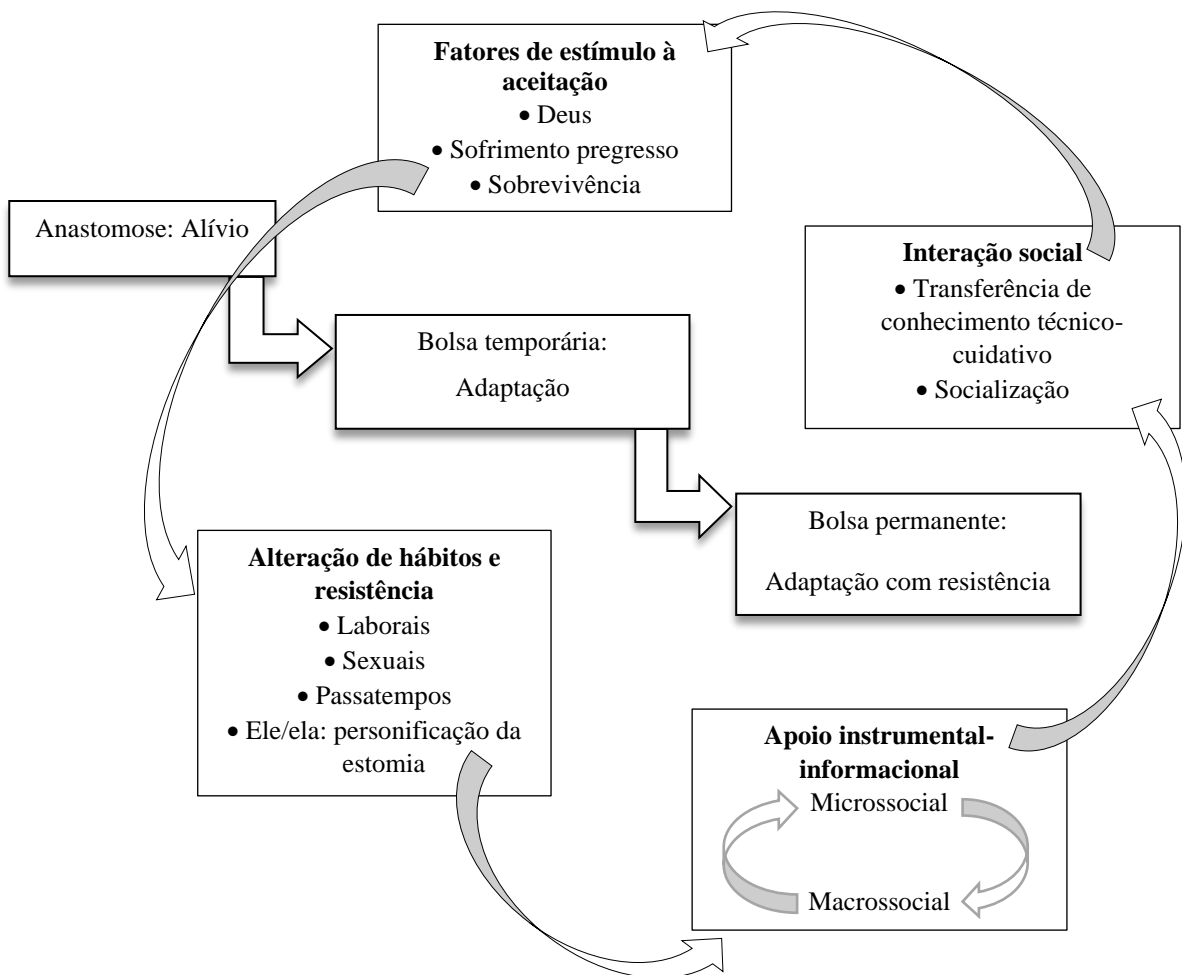 Fatores de estímulo à
aceitação
• Deus
• Sofrimento pregresso
• Sobrevivência
Anastomose: Alívio
Interação social
• Transferência de
conhecimento técnico-
cuidativo
• Socialização
Bolsa temporária:
Adaptação
Bolsa permanente:
Adaptação com resistência
Alteração de hábitos e
resistência
• Laborais
• Sexuais
• Passatempos
• Ele/ela: personificação da
estomia
Apoio instrumental-
informacional
Microssocial
Macrossocial